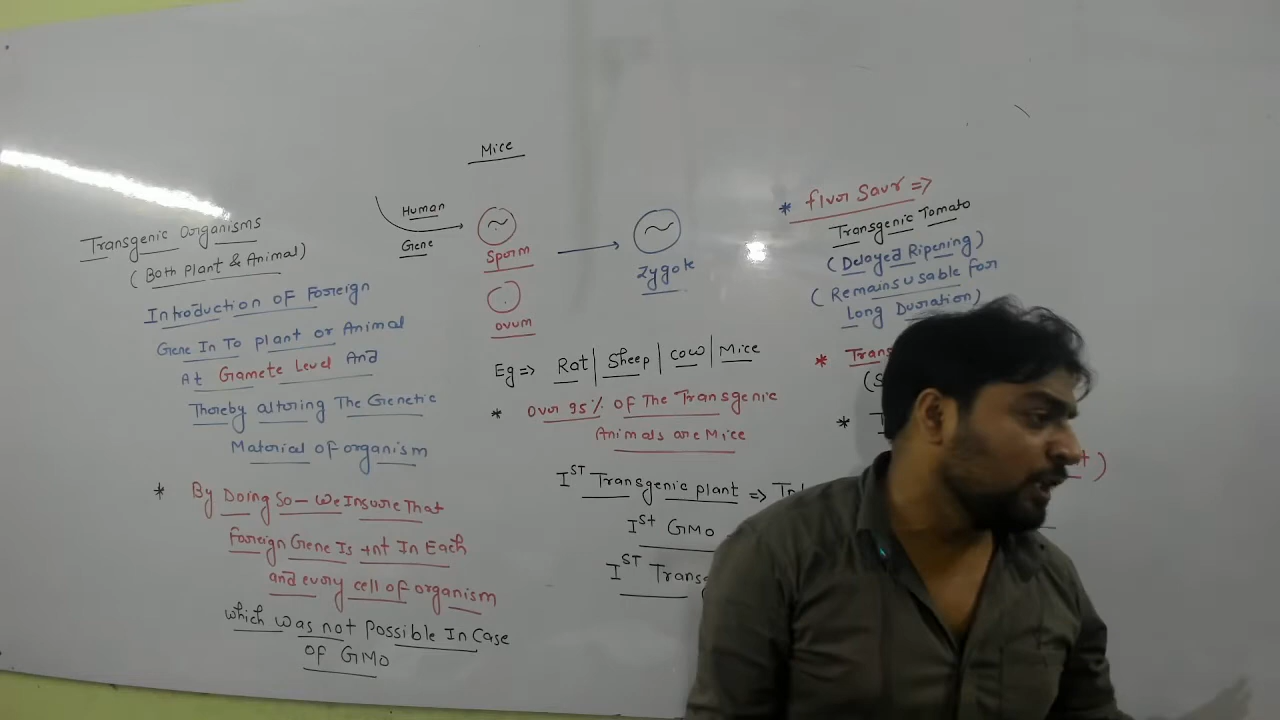 Transgenic Organisms
(Both Plant & Animal)
Introduction of Foreign
Gene In To plant or Animal
At Gamete Level And
Thereby altering The Genetic
Material of organism
* By Doing So - We Insure That
foreign Gene Is +nt In Each
and every cell of organism
which was not possible In Case
of GMO
Mice
Human
Gene
Sperm
ovum
Zygote
Eg => Rat | Sheep | cow | Mice
* Over 95% of The Transgenic
Animals are Mice
Ist Transgenic plant =>
Ist GMO
Ist
* flvor Savr =>
Transgenic Tomato
(Delayed Ripening)
(Remains usable for
long Duration)
*
*